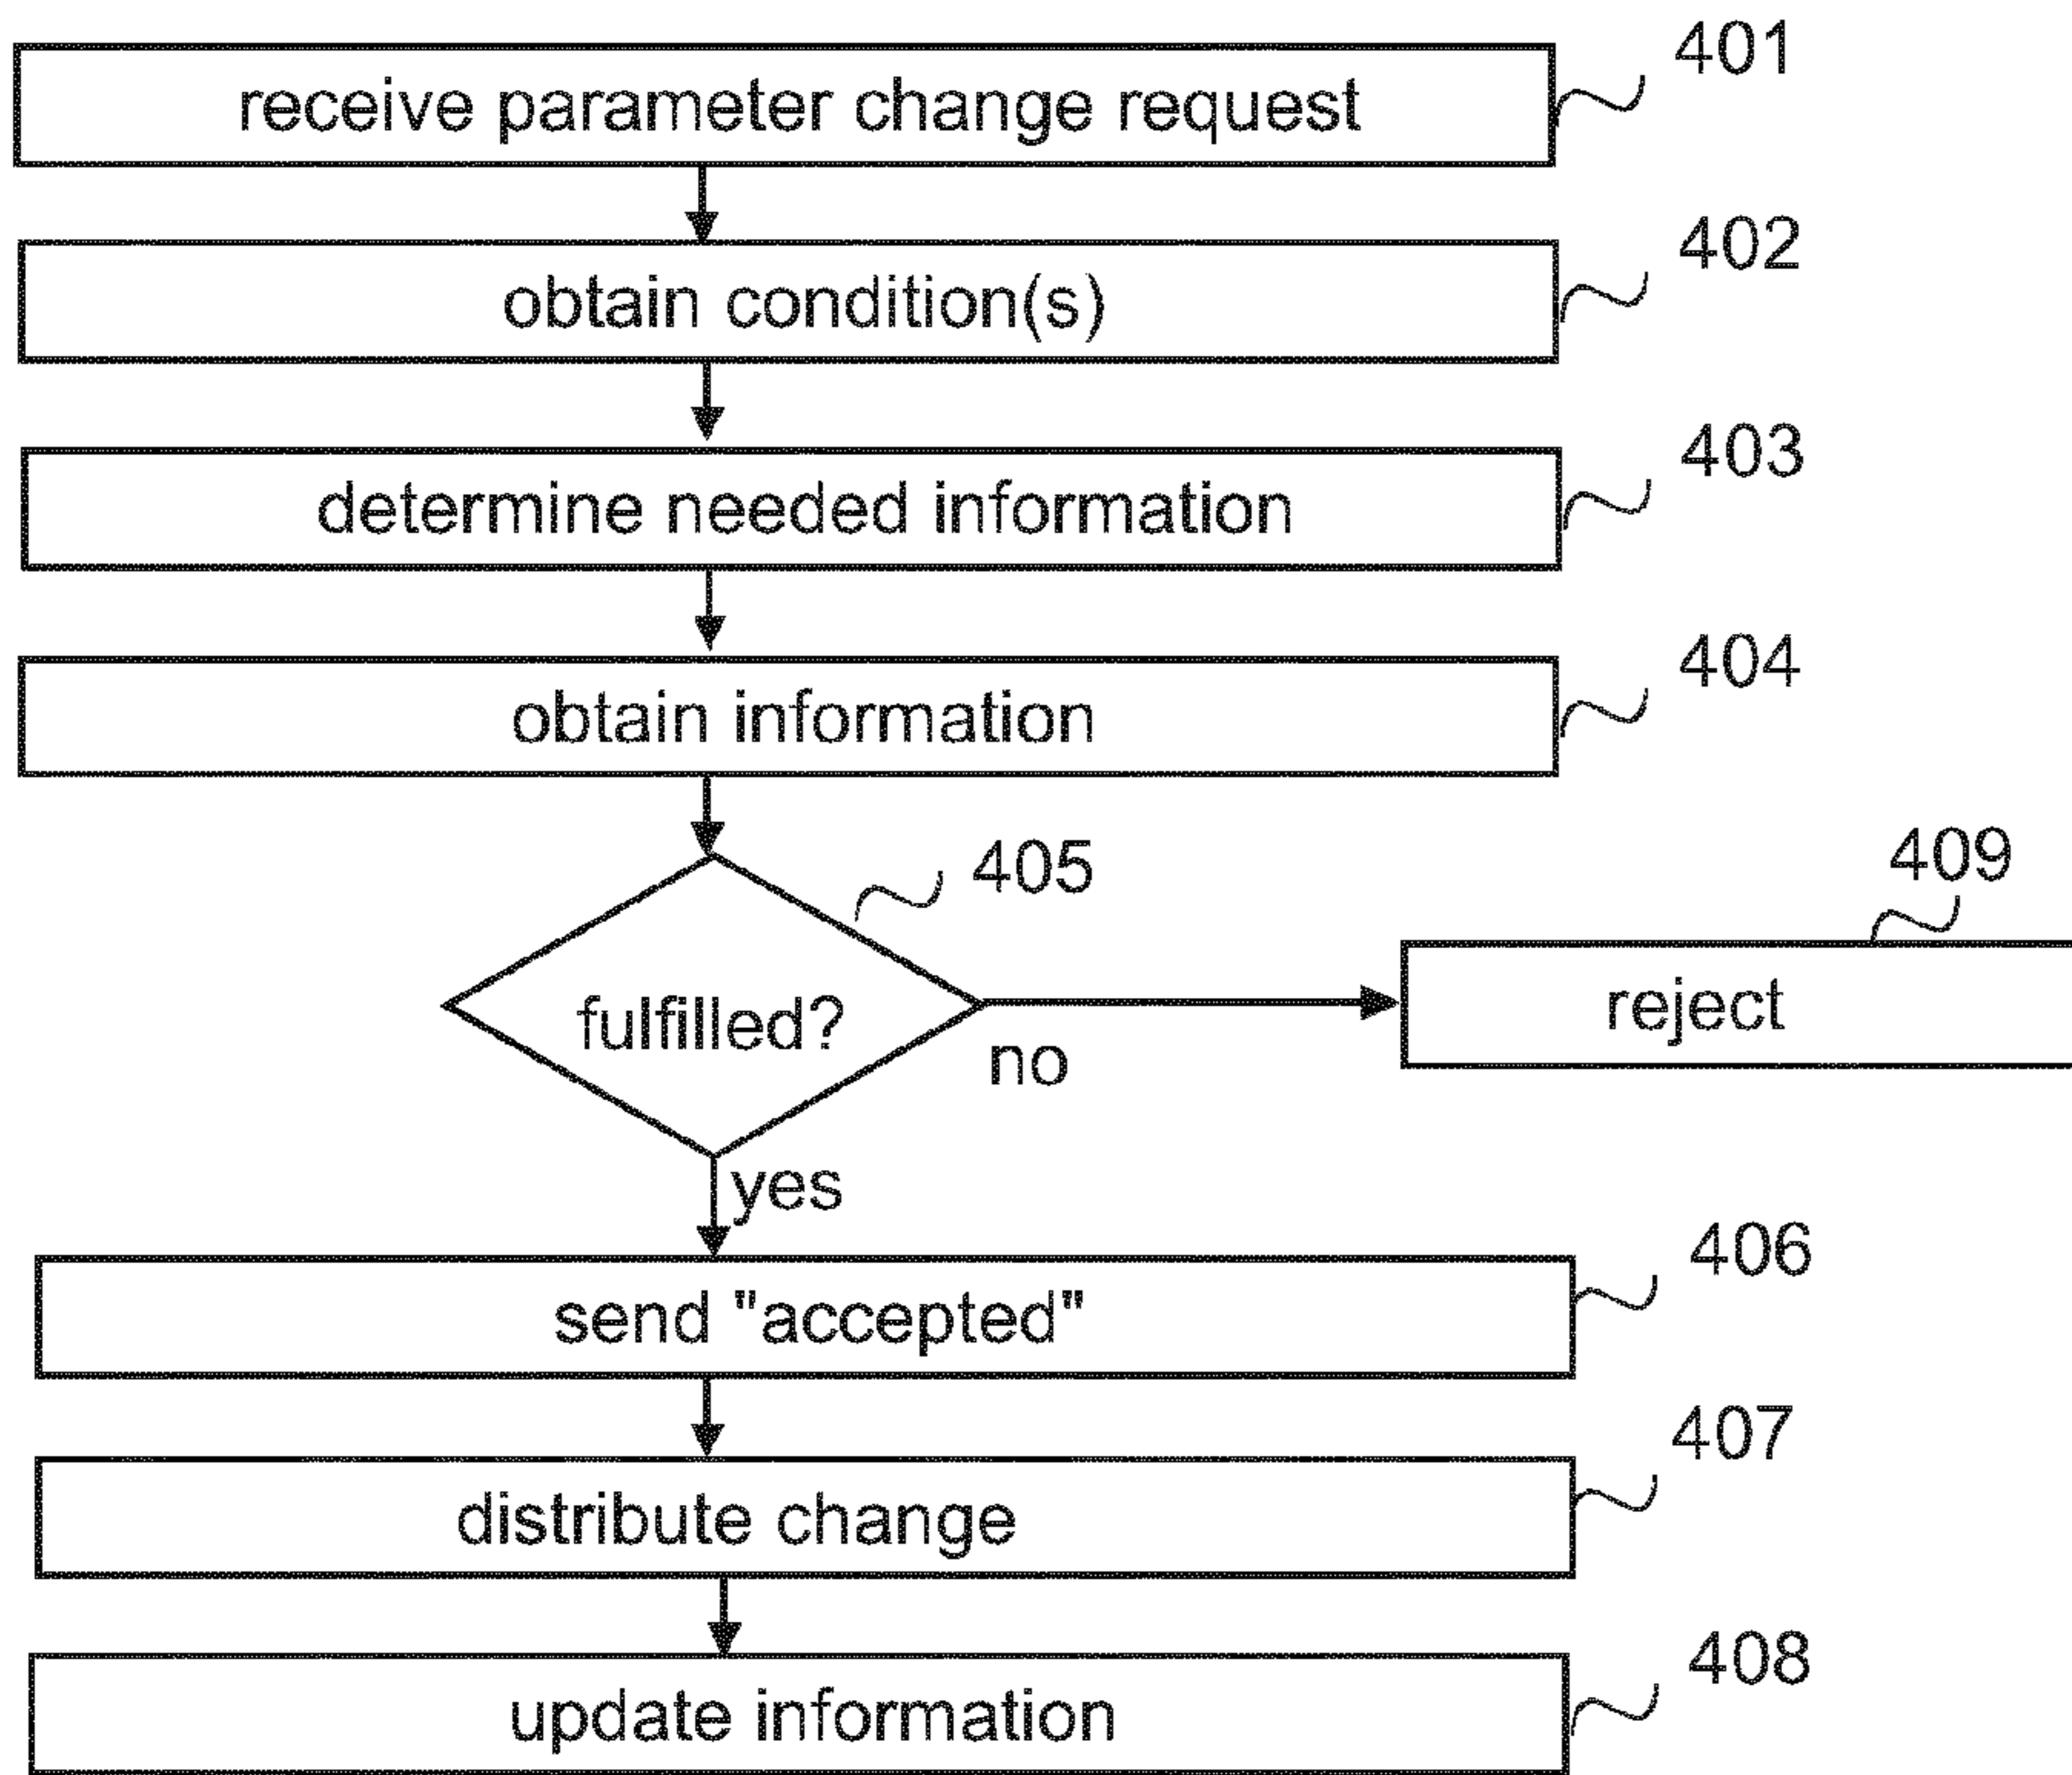 401
receive parameter change request
402
obtain condition(s)
403
determine needed information
404
obtain information
405
409
fulfilled?
reject
no
yes
406
send "accepted"
407
distribute change
408
update information